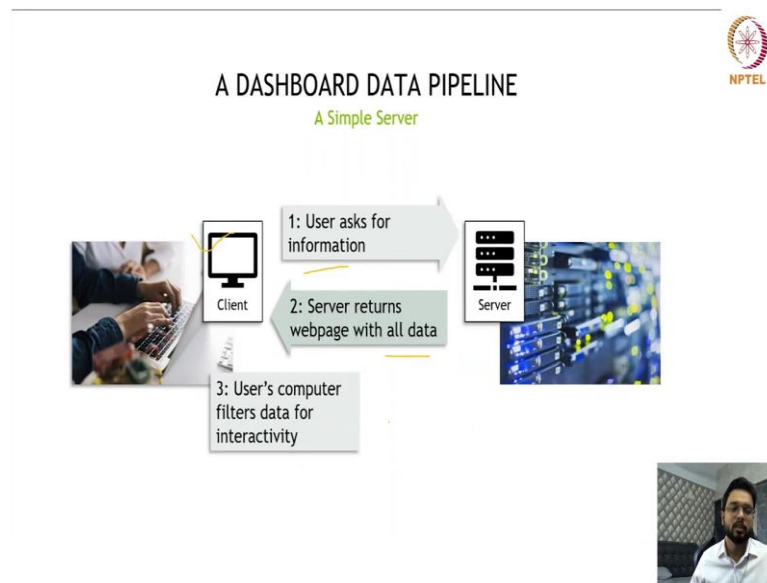 NPTEL
A DASHBOARD DATA PIPELINE
A Simple Server
1: User asks for
information
Client
Server
2: Server returns
webpage with all data
3: User's computer
filters data for
interactivity